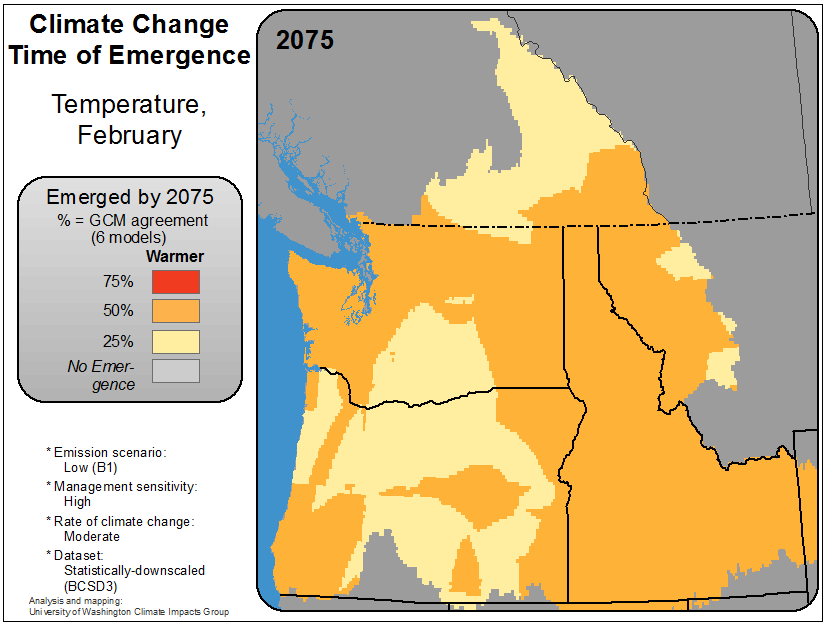 Climate Change
Time of Emergence
Temperature,
February
Emerged by 2075
% = GCM agreement
(6 models)
Warmer
75%
50%
25%
No Emer-
gence
* Emission scenario:
Low (B1)
* Management sensitivity:
High
* Rate of climate change:
Moderate
* Dataset:
Statistically-downscaled
(BCSD3)
Analysis and mapping:
University of Washington Climate Impacts Group
2075